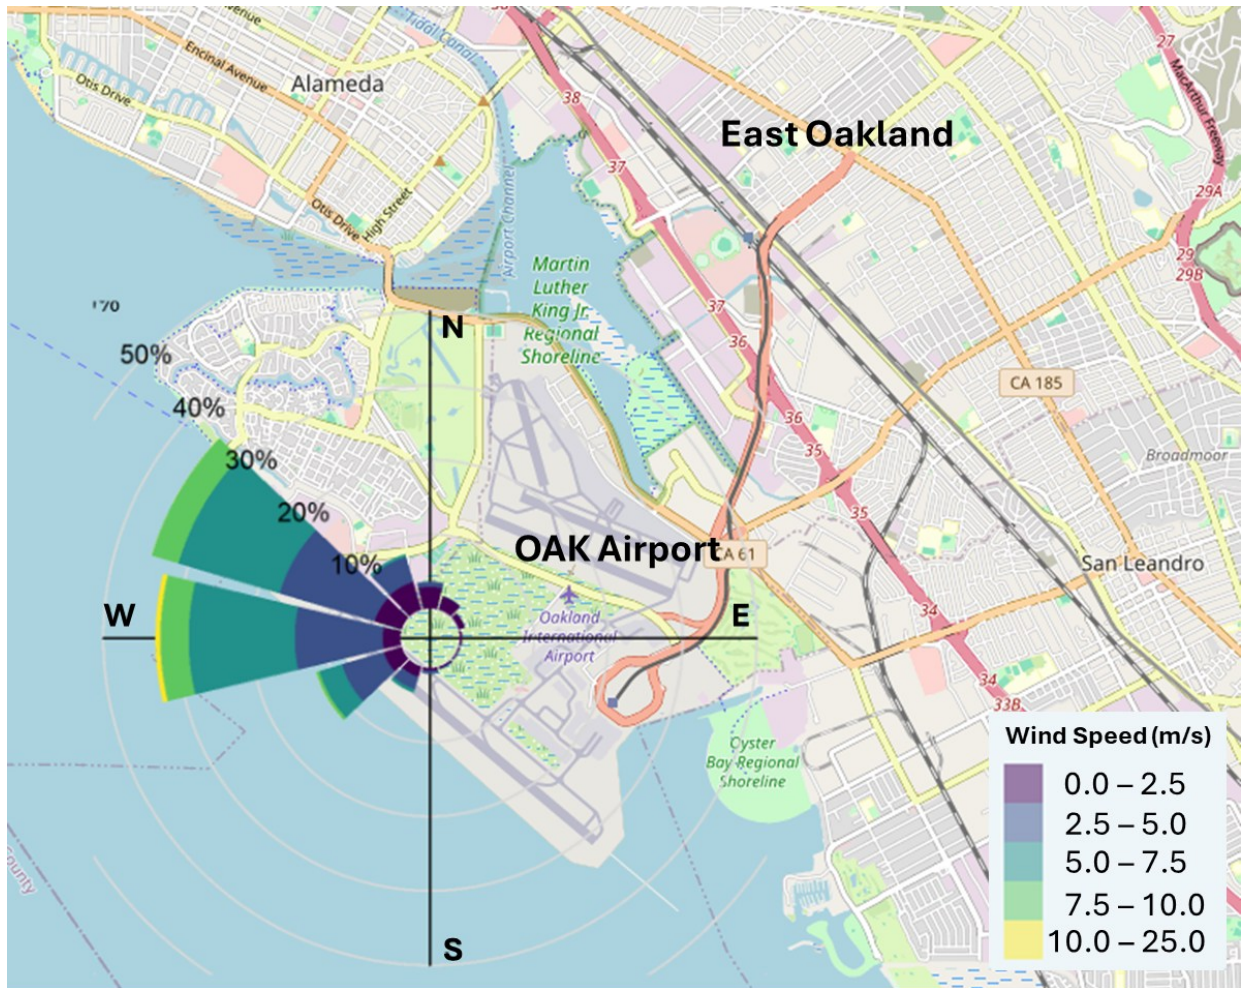 38
Avenue
Tidal Canal
27
Encinal Avenue
Alameda
Otis Drive
38
MacArthur Freeway
East Oakland
37
29A
Otis Drive
High Street
Airport Channel
29
29B
Martin
Luther
King Jr.
Regional
Shoreline
37
36
N
50%
CA 185
40%
36
35
Broadmoor
30%
20%
35
OAK Airport
CA 61
10%
San Leandro
W
E
Oakland
International
Airport
34
34
33B
Oyster
Bay Regional
Shoreline
County
S
Wind Speed (m/s)
0.0 – 2.5
2.5 – 5.0
5.0 – 7.5
7.5 – 10.0
10.0 – 25.0